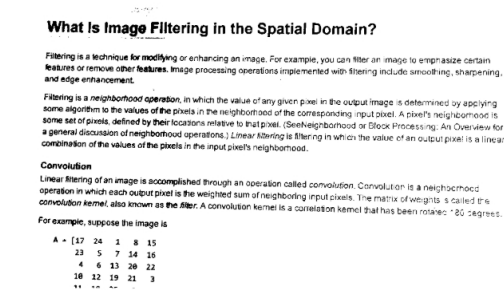 What Is Image Filtering in the Spatial Domain?
Filtering is a technique for modifying or enhancing an image. For example, you can filter an image to emphasize certain
features or remove other features. Image processing operations implemented with filtering include smoothing, sharpening,
and edge enhancement.
Filtering is a neighborhood operation, in which the value of any given pixel in the output image is determined by applying
some algorithm to the values of the pixels in the neighborhood of the corresponding input pixel. A pixel's neighborhood is
some set of pixels, defined by their locations relative to that pixel. (SeeNeighborhood or Block Processing: An Overview for
a general discussion of neighborhood operations.) Linear filtering is filtering in which the value of an output pixel is a linear
combination of the values of the pixels in the input pixel's neighborhood.
Convolution
Linear filtering of an image is accomplished through an operation called convolution. Convolution is a neighborhood
operation in which each output pixel is the weighted sum of neighboring input pixels. The matrix of weights is called the
convolution kernel, also known as the filter. A convolution kernel is a correlation kernel that has been rotated 180 degrees.
For example, suppose the image is
A = [17 24 1 8 15
23 5 7 14 16
4 6 13 20 22
10 12 19 21 3